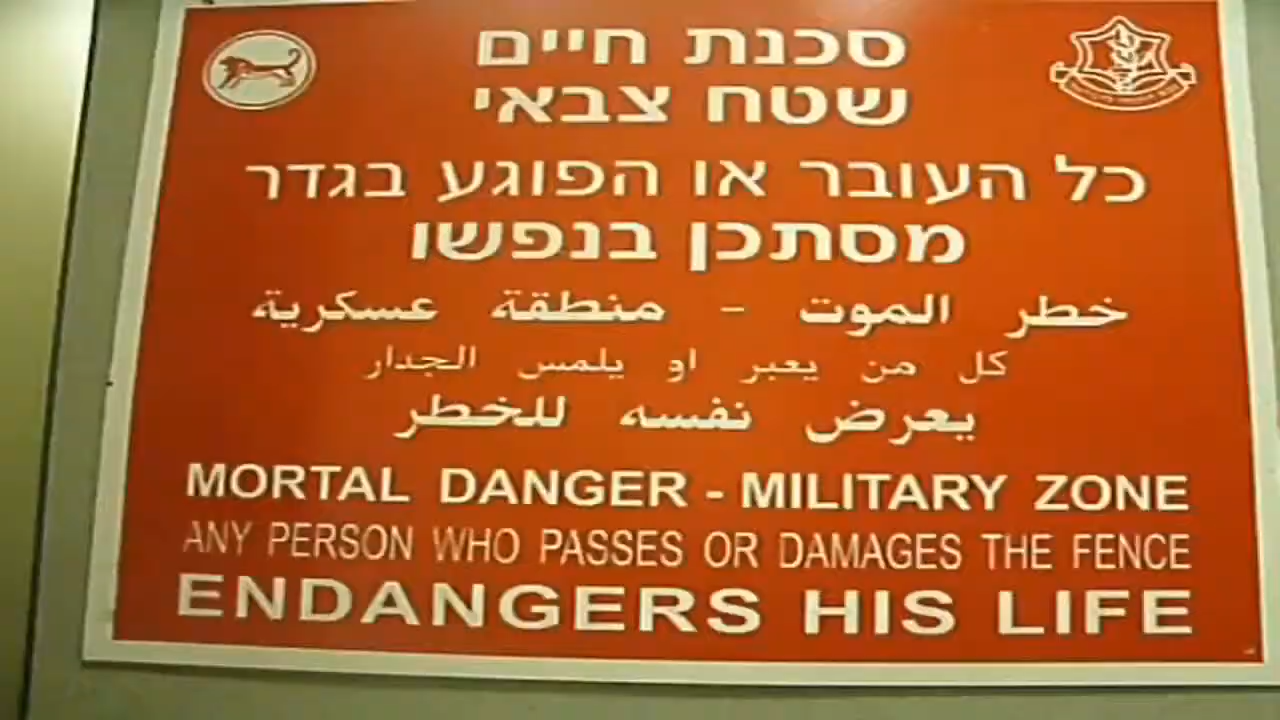 סכנת חיים
שטח צבאי
כל העובר או הפוגע בגדר
מסתכן בנפשו
خطر الموت - منطقة عسكرية
كل من يعبر او يلمس الجدار
يعرض نفسه للخطر
MORTAL DANGER - MILITARY ZONE
ANY PERSON WHO PASSES OR DAMAGES THE FENCE
ENDANGERS HIS LIFE